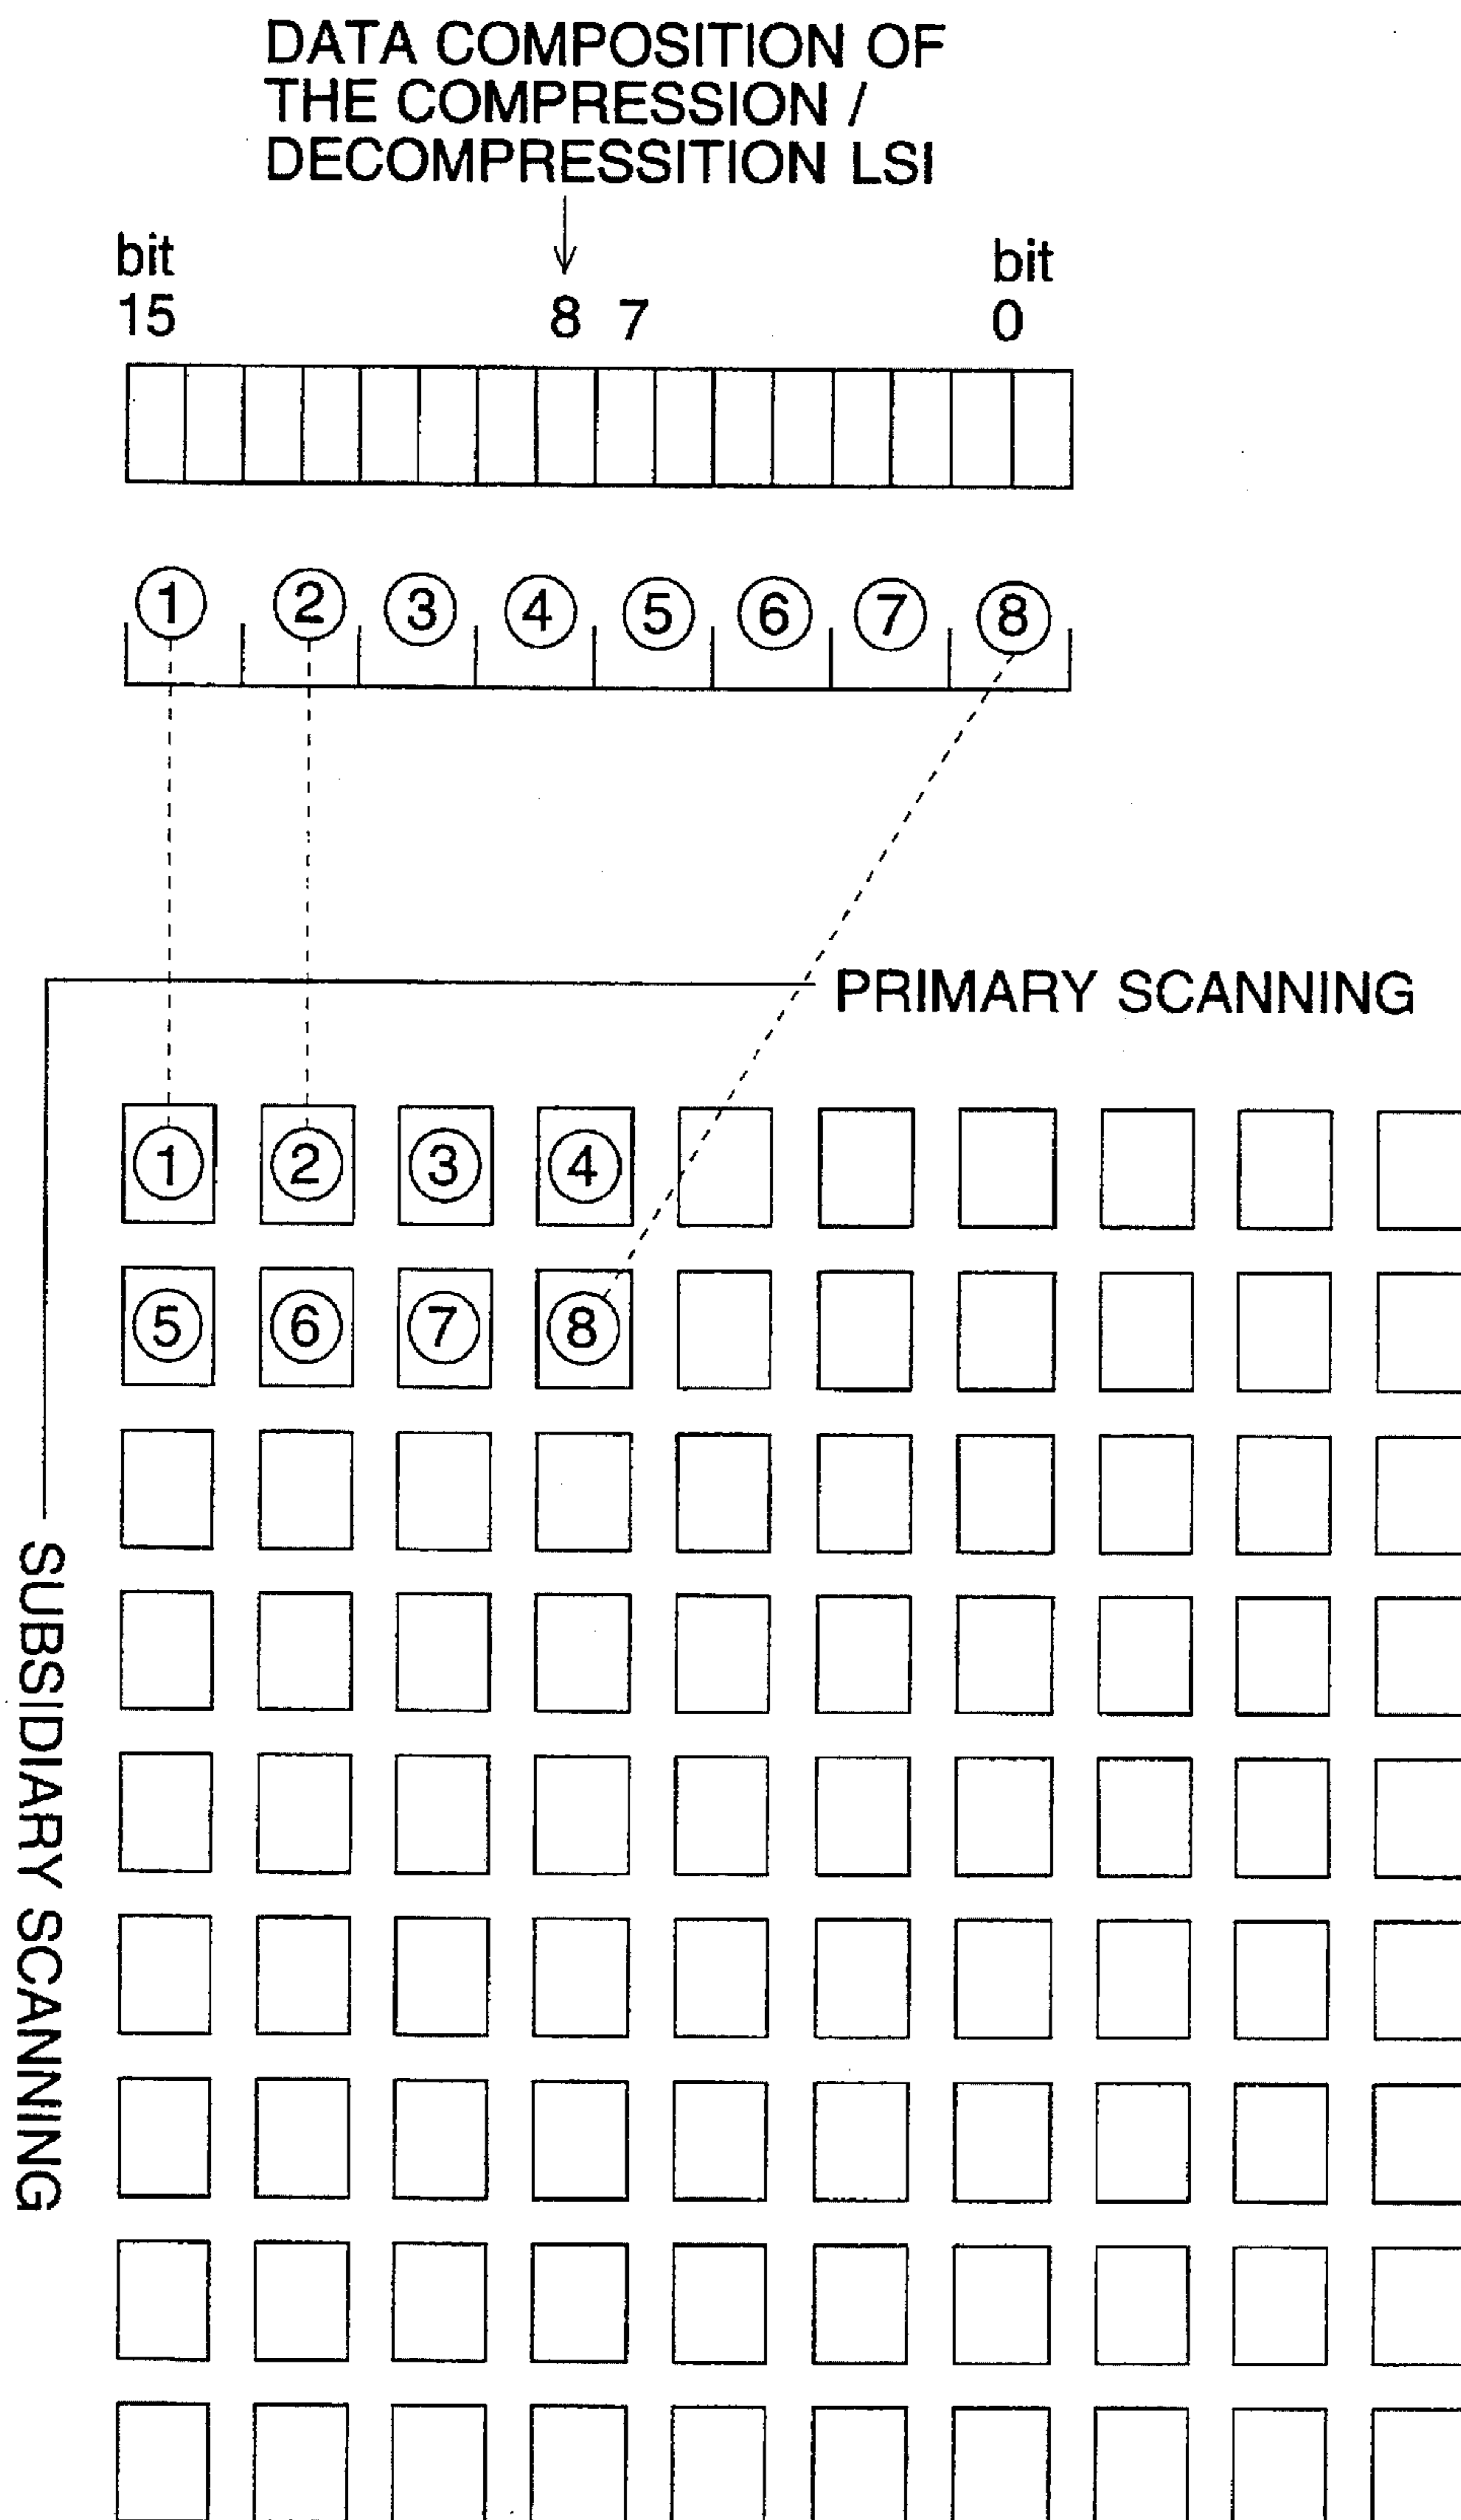 DATA COMPOSITION OF
THE COMPRESSION /
DECOMPRESSITION LSI
bit bit
15 8 7 0
① ② ③ ④ ⑤ ⑥ ⑦ ⑧
PRIMARY SCANNING
① ② ③ ④
⑤ ⑥ ⑦ ⑧
SUBSIDIARY SCANNING